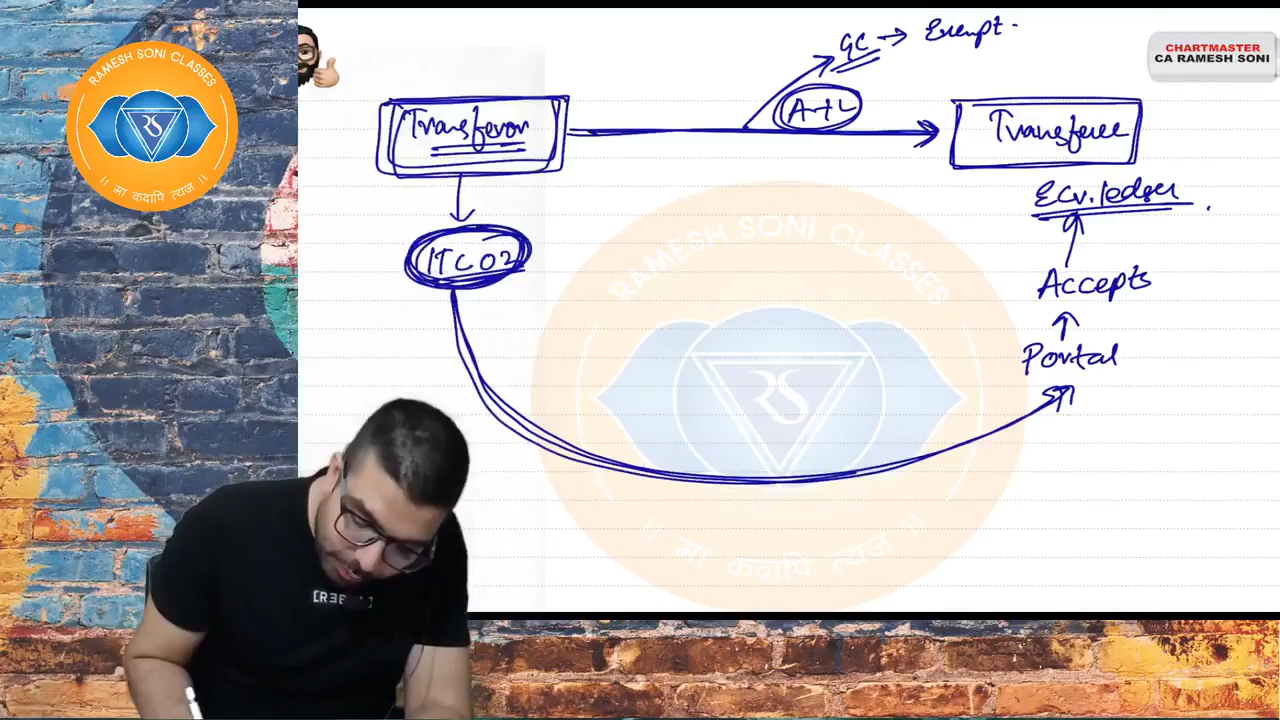 RAMESH SONI CLASSES
।। मा कदापि त्यज ।।
CHARTMASTER
CA RAMESH SONI
GC → Exempt.
A+L
Transferor
Transferee
ECr. ledger
ITC 02
Accepts
Portal
RAMESH SONI CLASSES
।। मा कदापि त्यज ।।